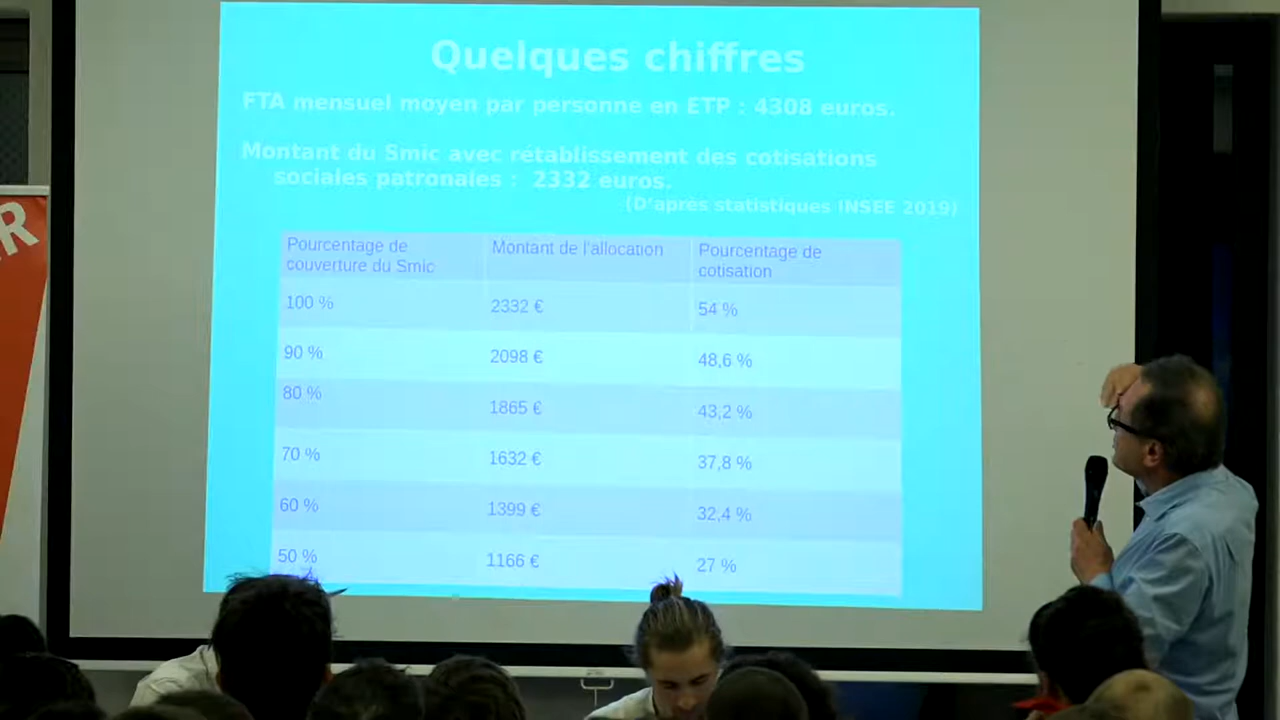 Quelques chiffres
FTA mensuel moyen par personne en ETP : 4308 euros.
Montant du Smic avec rétablissement des cotisations
sociales patronales : 2332 euros.
(D'après statistiques INSEE 2019)
Pourcentage de
couverture du Smic
Montant de l'allocation
Pourcentage de
cotisation
100 %
2332 €
54 %
90 %
2098 €
48,6 %
80 %
1865 €
43,2 %
70 %
1632 €
37,8 %
60 %
1399 €
32,4 %
50 %
1166 €
27 %